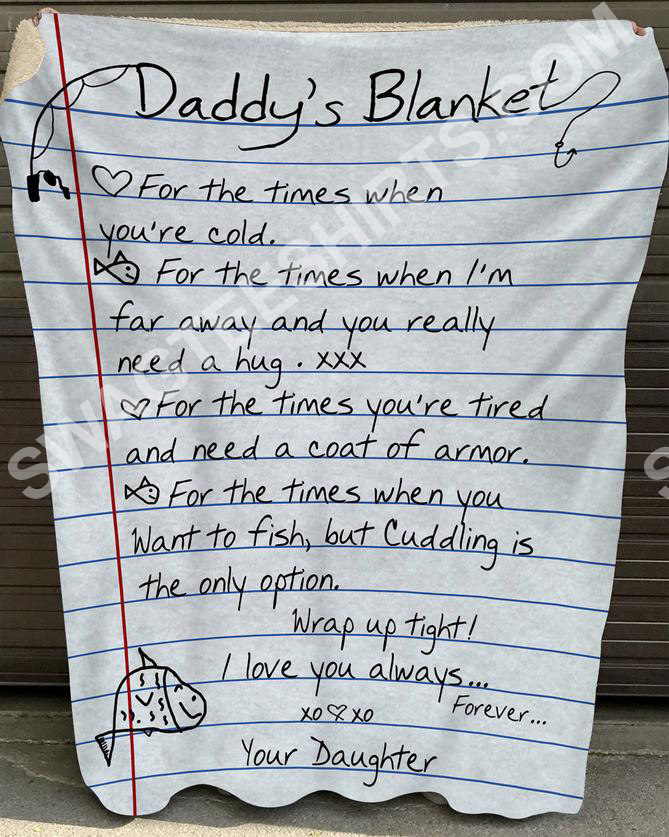 Daddy's Blanket
♡ For the times when
you're cold.
For the times when I'm
far away and you really
need a hug. xxx
♡ For the times you're tired
and need a coat of armor.
For the times when you
Want to fish, but Cuddling is
the only option.
Wrap up tight!
I love you always...
Forever...
xo♡xo
Your Daughter
SWAGTEESHIRTS.COM
S